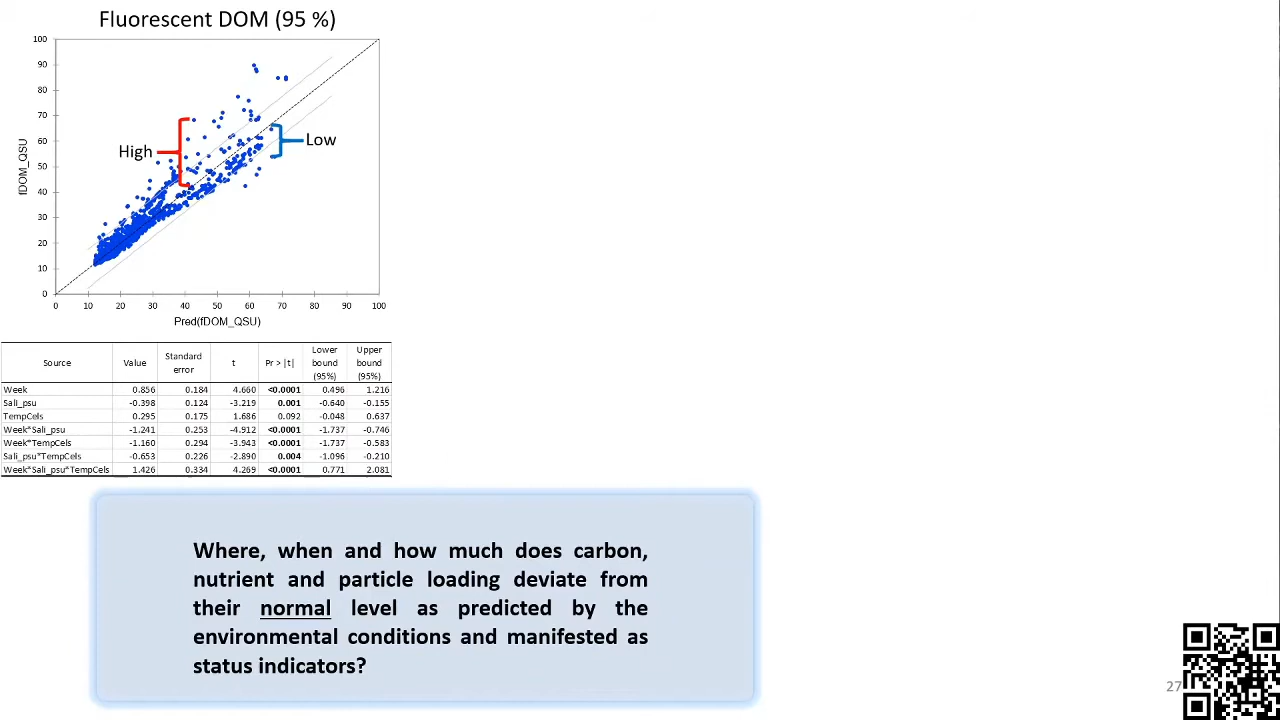 Fluorescent DOM (95 %)
100
90
80
70
60
50
40
30
20
10
0
fDOM_QSU
High
Low
0 10 20 30 40 50 60 70 80 90 100
Pred(fDOM_QSU)
Source Value Standard error t Pr > |t| Lower bound (95%) Upper bound (95%)
Week 0.856 0.184 4.660 <0.0001 0.496 1.216
Sali_psu -0.398 0.124 -3.219 0.001 -0.640 -0.155
TempCels 0.295 0.175 1.686 0.092 -0.048 0.637
Week*Sali_psu -1.241 0.253 -4.912 <0.0001 -1.737 -0.746
Week*TempCels -1.160 0.294 -3.943 <0.0001 -1.737 -0.583
Sali_psu*TempCels -0.653 0.226 -2.890 0.004 -1.096 -0.210
Week*Sali_psu*TempCels 1.426 0.334 4.269 <0.0001 0.771 2.081
Where, when and how much does carbon,
nutrient and particle loading deviate from
their normal level as predicted by the
environmental conditions and manifested as
status indicators?
27